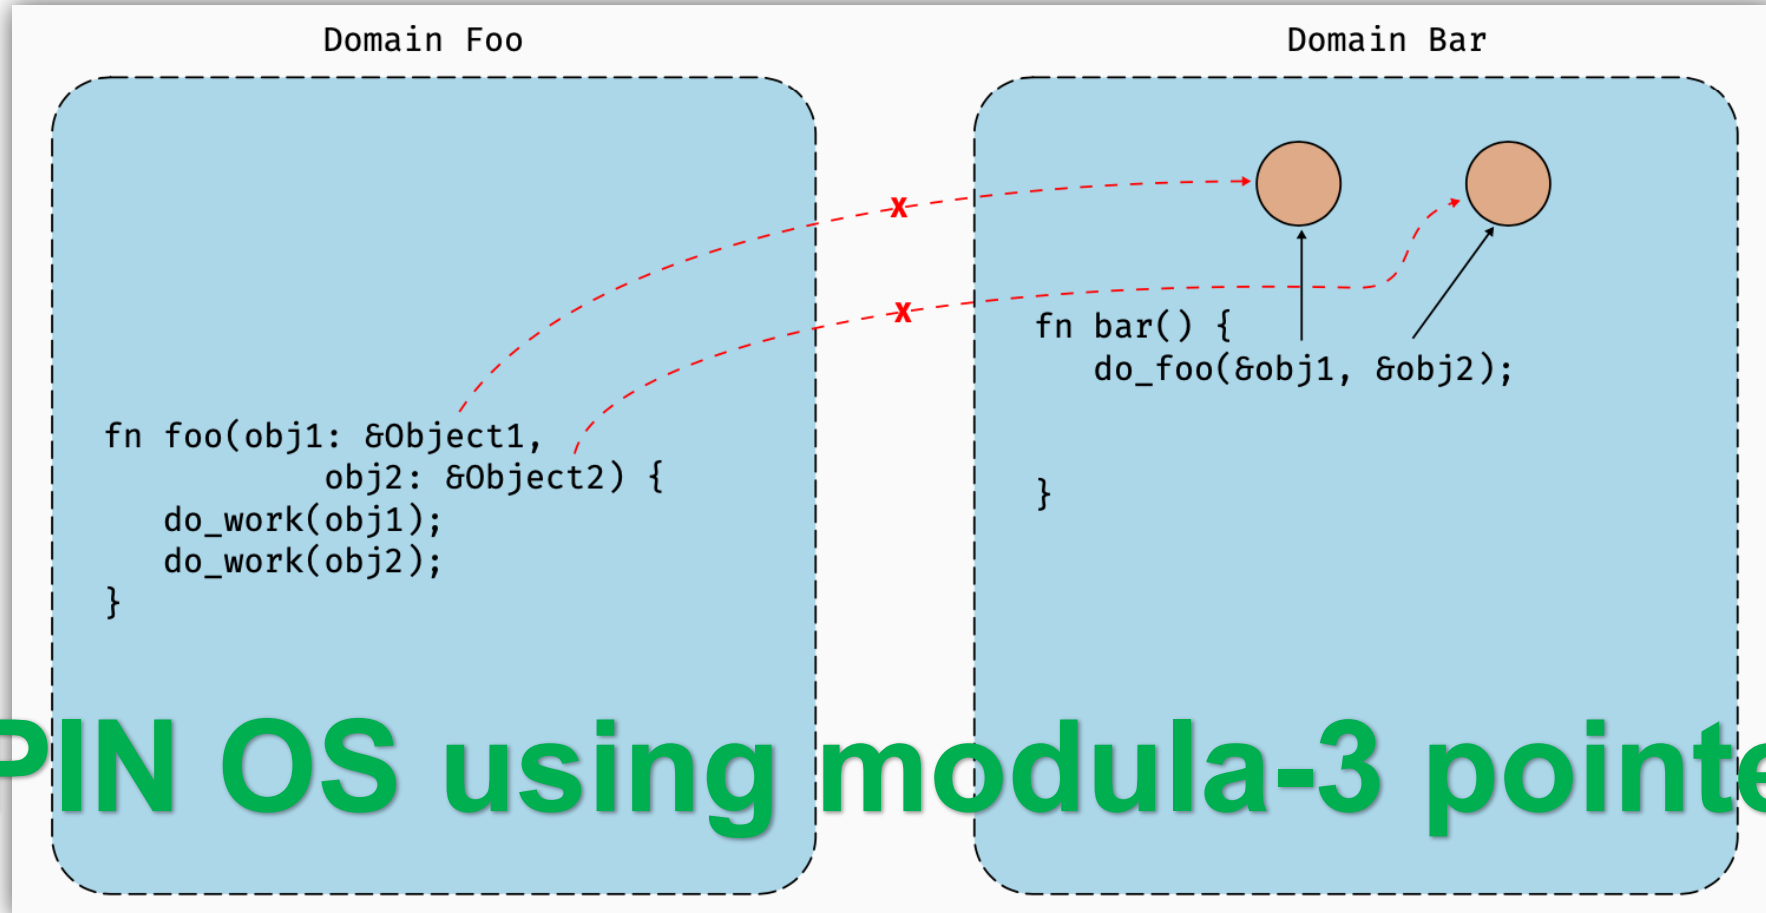 Domain Foo
Domain Bar
x
x
fn foo(obj1: &Object1,
obj2: &Object2) {
do_work(obj1);
do_work(obj2);
}
fn bar() {
do_foo(&obj1, &obj2);
}
PIN OS using modula-3 pointe